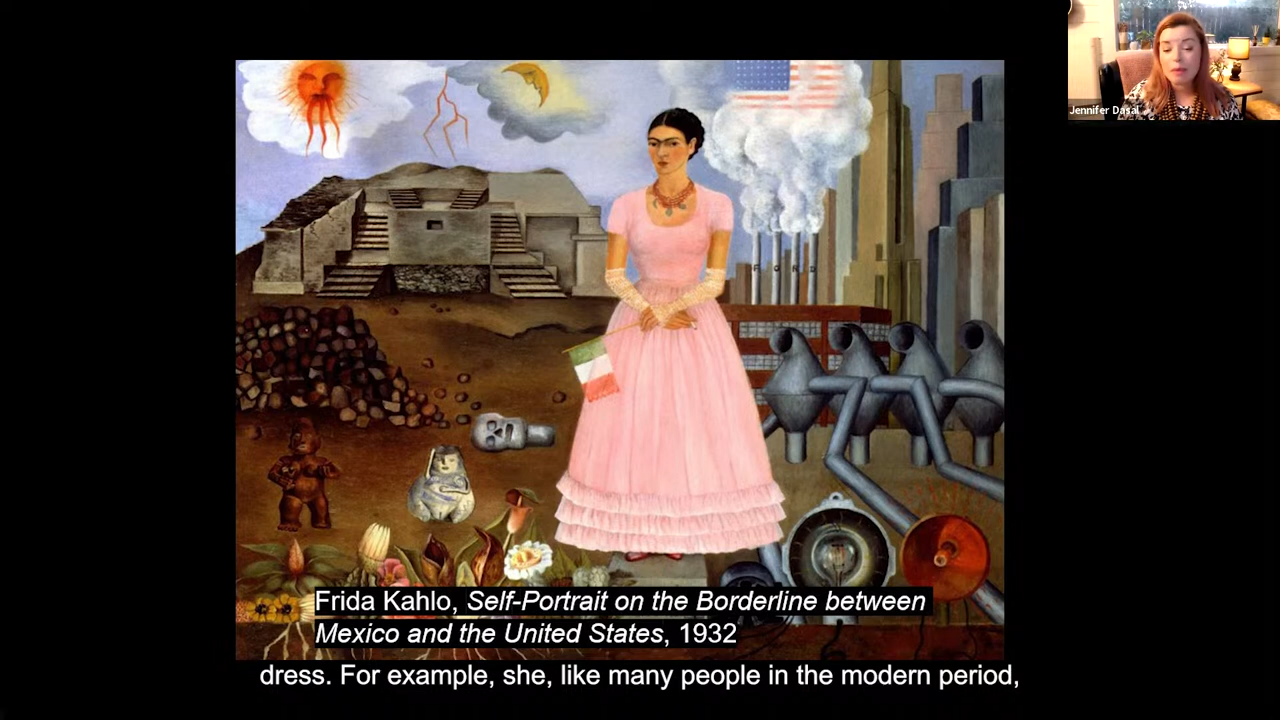 Jennifer Dasal
FORD
Frida Kahlo, Self-Portrait on the Borderline between
Mexico and the United States, 1932
dress. For example, she, like many people in the modern period,